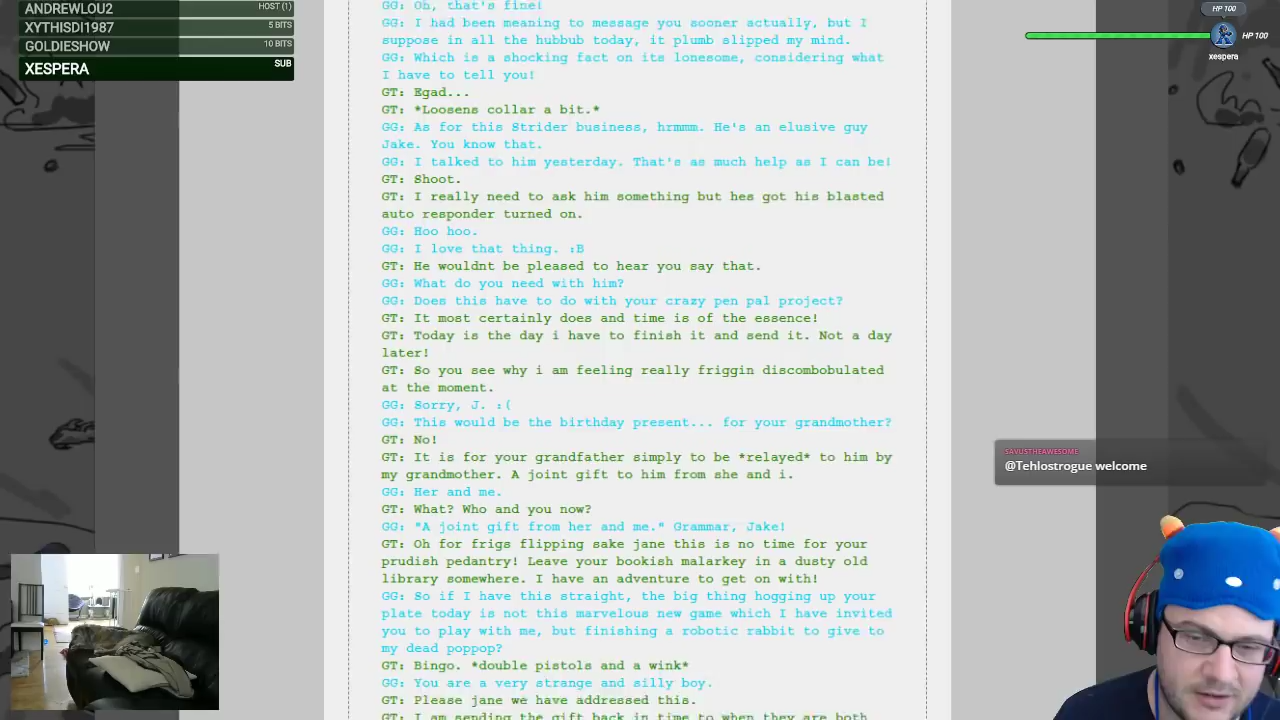 ANDREWLOU2 HOST (1)
XYTHISDI1987 5 BITS
GOLDIESHOW 10 BITS
XESPERA SUB
HP 100
HP 100
xespera
GG: Oh, that's fine!
GG: I had been meaning to message you sooner actually, but I
suppose in all the hubbub today, it plumb slipped my mind.
GG: Which is a shocking fact on its lonesome, considering what
I have to tell you!
GT: Egad...
GT: *Loosens collar a bit.*
GG: As for this Strider business, hrmmm. He's an elusive guy
Jake. You know that.
GG: I talked to him yesterday. That's as much help as I can be!
GT: Shoot.
GT: I really need to ask him something but hes got his blasted
auto responder turned on.
GG: Hoo hoo.
GG: I love that thing. :B
GT: He wouldnt be pleased to hear you say that.
GG: What do you need with him?
GG: Does this have to do with your crazy pen pal project?
GT: It most certainly does and time is of the essence!
GT: Today is the day i have to finish it and send it. Not a day
later!
GT: So you see why i am feeling really friggin discombobulated
at the moment.
GG: Sorry, J. :(
GG: This would be the birthday present... for your grandmother?
GT: No!
GT: It is for your grandfather simply to be *relayed* to him by
my grandmother. A joint gift to him from she and i.
GG: Her and me.
GT: What? Who and you now?
GG: "A joint gift from her and me." Grammar, Jake!
GT: Oh for frigs flipping sake jane this is no time for your
prudish pedantry! Leave your bookish malarkey in a dusty old
library somewhere. I have an adventure to get on with!
GG: So if I have this straight, the big thing hogging up your
plate today is not this marvelous new game which I have invited
you to play with me, but finishing a robotic rabbit to give to
my dead poppop?
GT: Bingo. *double pistols and a wink*
GG: You are a very strange and silly boy.
GT: Please jane we have addressed this.
GT: I am sending the gift back in time to when they are both
SAVUSTHEAWESOME
@Tehlostrogue welcome